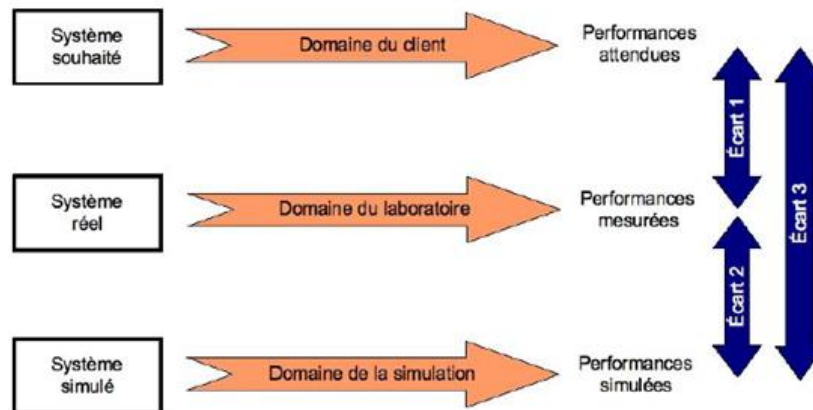 Système
souhaité
Domaine du client
Performances
attendues
Écart 1
Écart 3
Système
réel
Domaine du laboratoire
Performances
mesurées
Écart 2
Système
simulé
Domaine de la simulation
Performances
simulées